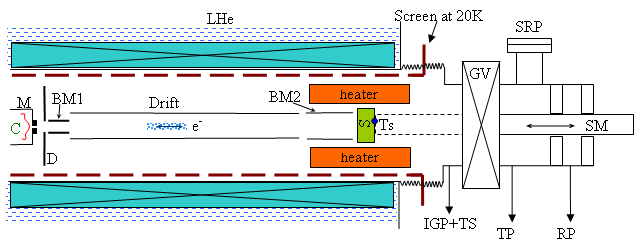 LHe
Screen at 20K
SRP
GV
M
BM1
Drift
BM2
heater
C
e-
S
Ts
SM
D
heater
IGP+TS
TP
RP